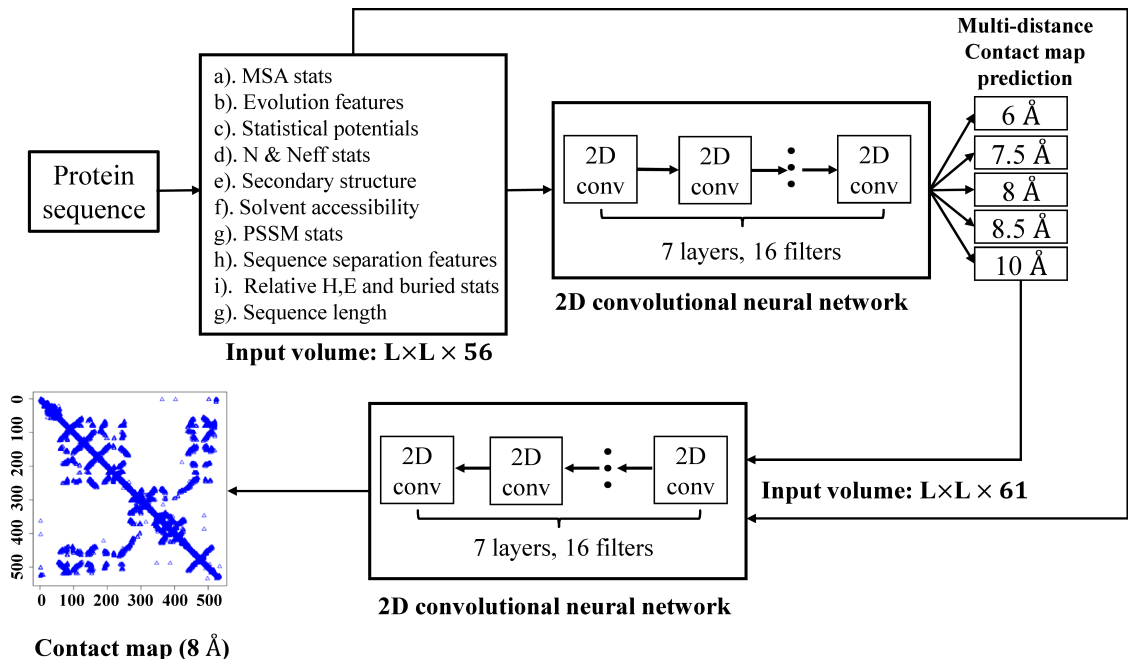 Protein
sequence
a). MSA stats
b). Evolution features
c). Statistical potentials
d). N & Neff stats
e). Secondary structure
f). Solvent accessibility
g). PSSM stats
h). Sequence separation features
i). Relative H,E and buried stats
g). Sequence length
Input volume: L×L × 56
2D
conv
2D
conv
2D
conv
7 layers, 16 filters
2D convolutional neural network
Multi-distance
Contact map
prediction
6 Å
7.5 Å
8 Å
8.5 Å
10 Å
Input volume: L×L × 61
2D
conv
2D
conv
2D
conv
7 layers, 16 filters
2D convolutional neural network
0
100
200
300
400
500
0 100 200 300 400 500
Contact map (8 Å)